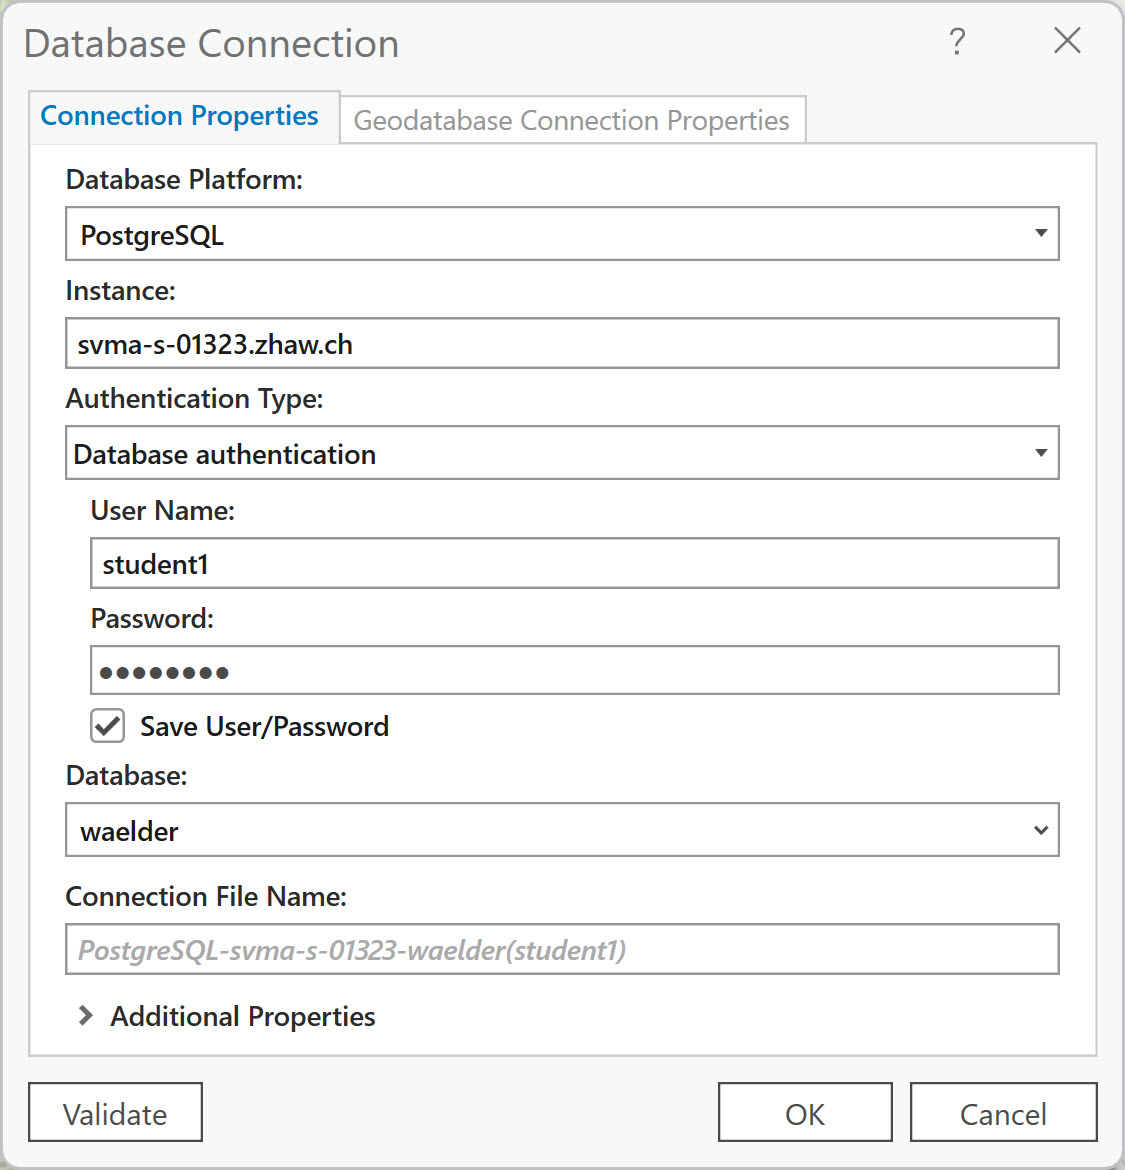 Database Connection ?
Connection Properties Geodatabase Connection Properties
Database Platform:
PostgreSQL
Instance:
svma-s-01323.zhaw.ch
Authentication Type:
Database authentication
User Name:
student1
Password:
●●●●●●●●
Save User/Password
Database:
waelder
Connection File Name:
PostgreSQL-svma-s-01323-waelder(student1)
Additional Properties
Validate OK Cancel